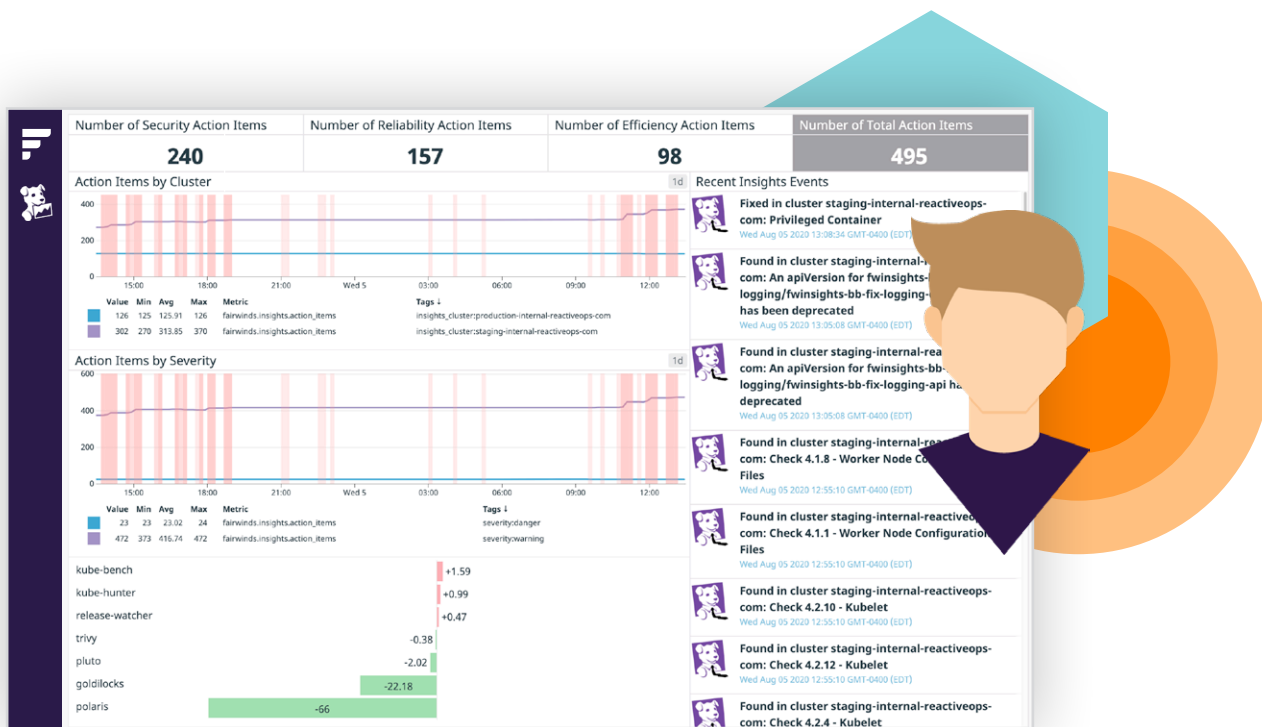 Number of Security Action Items
240
Number of Reliability Action Items
157
Number of Efficiency Action Items
98
Number of Total Action Items
495
Action Items by Cluster
1d
400
200
0
15:00 18:00 21:00 Wed 5 03:00 06:00 09:00 12:00
Value Min Avg Max Metric Tags ↓
126 125 125.91 126 fairwinds.insights.action_items insights_cluster:production-internal-reactiveops-com
302 270 313.85 370 fairwinds.insights.action_items insights_cluster:staging-internal-reactiveops-com
Action Items by Severity
1d
600
400
200
0
15:00 18:00 21:00 Wed 5 03:00 06:00 09:00 12:00
Value Min Avg Max Metric Tags ↓
23 23 23.02 24 fairwinds.insights.action_items severity:danger
472 373 416.74 472 fairwinds.insights.action_items severity:warning
kube-bench +1.59
kube-hunter +0.99
release-watcher +0.47
trivy -0.38
pluto -2.02
goldilocks -22.18
polaris -66
Recent Insights Events
Fixed in cluster staging-internal-reactiveops-
com: Privileged Container
Wed Aug 05 2020 13:08:34 GMT-0400 (EDT)
Found in cluster staging-internal-
com: An apiVersion for fwinsights-
logging/fwinsights-bb-fix-logging-
has been deprecated
Wed Aug 05 2020 13:05:08 GMT-0400 (EDT)
Found in cluster staging-internal-rea
com: An apiVersion for fwinsights-bb-
logging/fwinsights-bb-fix-logging-api
deprecated
Wed Aug 05 2020 13:05:08 GMT-0400 (EDT)
Found in cluster staging-internal-
com: Check 4.1.8 - Worker Node
Files
Wed Aug 05 2020 12:55:10 GMT-0400 (EDT)
Found in cluster staging-internal-reactiveop
com: Check 4.1.1 - Worker Node Configuration
Files
Wed Aug 05 2020 12:55:10 GMT-0400 (EDT)
Found in cluster staging-internal-reactiveops-
com: Check 4.2.10 - Kubelet
Wed Aug 05 2020 12:55:10 GMT-0400 (EDT)
Found in cluster staging-internal-reactiveops-
com: Check 4.2.12 - Kubelet
Wed Aug 05 2020 12:55:10 GMT-0400 (EDT)
Found in cluster staging-internal-reactiveops-
com: Check 4.2.4 - Kubelet